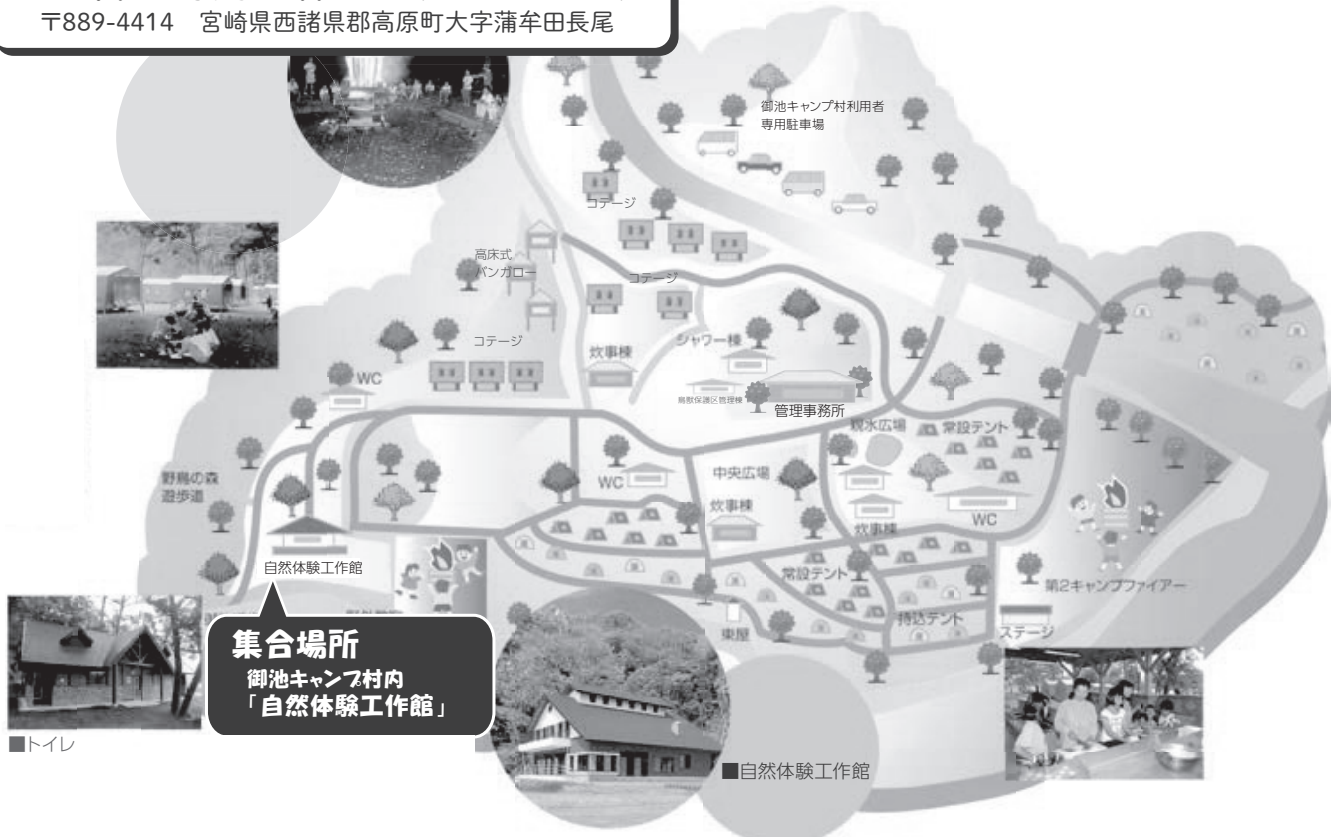 〒889-4414　宮崎県西諸県郡高原町大字蒲牟田長尾
御池キャンプ村利用者
専用駐車場
コテージ
高床式
バンガロー
コテージ
コテージ
炊事棟
シャワー棟
WC
鳥獣保護区管理棟
管理事務所
親水広場
常設テント
野鳥の森
遊歩道
WC
中央広場
炊事棟
炊事棟
WC
自然体験工作館
常設テント
第2キャンプファイアー
持込テント
東屋
ステージ
集合場所
御池キャンプ村内
「自然体験工作館」
■トイレ
■自然体験工作館